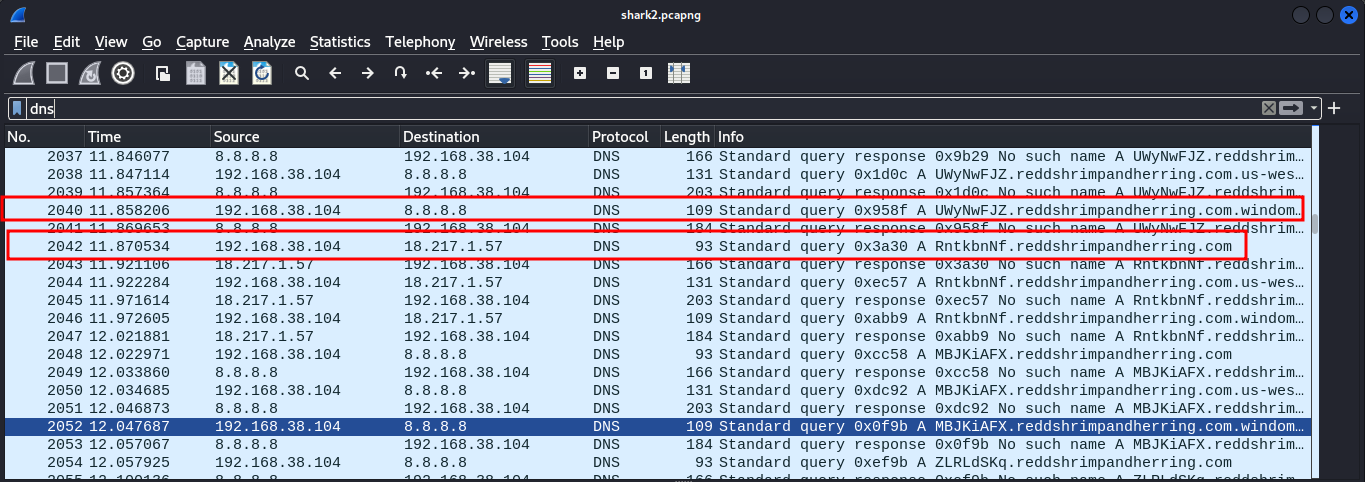 shark2.pcapng
File Edit View Go Capture Analyze Statistics Telephony Wireless Tools Help
dns
No. Time Source Destination Protocol Length Info
2037 11.846077 8.8.8.8 192.168.38.104 DNS 166 Standard query response 0x9b29 No such name A UWyNwFJZ.reddshrim…
2038 11.847114 192.168.38.104 8.8.8.8 DNS 131 Standard query 0x1d0c A UWyNwFJZ.reddshrimpandherring.com.us-wes…
2039 11.857364 8.8.8.8 192.168.38.104 DNS 203 Standard query response 0x1d0c No such name A UWyNwFJZ.reddshrim…
2040 11.858206 192.168.38.104 8.8.8.8 DNS 109 Standard query 0x958f A UWyNwFJZ.reddshrimpandherring.com.windom…
2041 11.869653 8.8.8.8 192.168.38.104 DNS 184 Standard query response 0x958f No such name A UWyNwFJZ.reddshrim…
2042 11.870534 192.168.38.104 18.217.1.57 DNS 93 Standard query 0x3a30 A RntkbnNf.reddshrimpandherring.com
2043 11.921106 18.217.1.57 192.168.38.104 DNS 166 Standard query response 0x3a30 No such name A RntkbnNf.reddshrim…
2044 11.922284 192.168.38.104 18.217.1.57 DNS 131 Standard query 0xec57 A RntkbnNf.reddshrimpandherring.com.us-wes…
2045 11.971614 18.217.1.57 192.168.38.104 DNS 203 Standard query response 0xec57 No such name A RntkbnNf.reddshrim…
2046 11.972605 192.168.38.104 18.217.1.57 DNS 109 Standard query 0xabb9 A RntkbnNf.reddshrimpandherring.com.windom…
2047 12.021881 18.217.1.57 192.168.38.104 DNS 184 Standard query response 0xabb9 No such name A RntkbnNf.reddshrim…
2048 12.022971 192.168.38.104 8.8.8.8 DNS 93 Standard query 0xcc58 A MBJKiAFX.reddshrimpandherring.com
2049 12.033860 8.8.8.8 192.168.38.104 DNS 166 Standard query response 0xcc58 No such name A MBJKiAFX.reddshrim…
2050 12.034685 192.168.38.104 8.8.8.8 DNS 131 Standard query 0xdc92 A MBJKiAFX.reddshrimpandherring.com.us-wes…
2051 12.046873 8.8.8.8 192.168.38.104 DNS 203 Standard query response 0xdc92 No such name A MBJKiAFX.reddshrim…
2052 12.047687 192.168.38.104 8.8.8.8 DNS 109 Standard query 0x0f9b A MBJKiAFX.reddshrimpandherring.com.windom…
2053 12.057067 8.8.8.8 192.168.38.104 DNS 184 Standard query response 0x0f9b No such name A MBJKiAFX.reddshrim…
2054 12.057925 192.168.38.104 8.8.8.8 DNS 93 Standard query 0xef9b A ZLRLdSKq.reddshrimpandherring.com
8.8.8.8 192.168.38.104 DNS 166 Standard query response 0xef9b No such name A ZLRLdSKq.reddshrim…